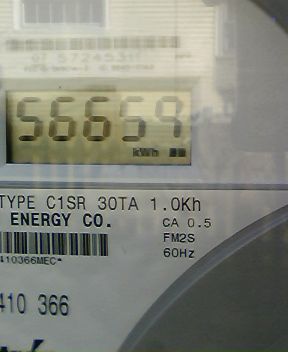 56659
kWh
TYPE C1SR 30TA 1.0Kh
ENERGY CO.
CA 0.5
FM2S
60Hz
410366MEC*
410 366